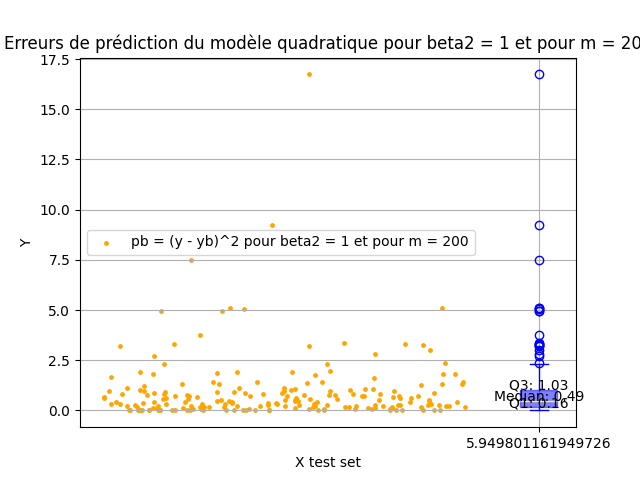 Erreurs de prédiction du modèle quadratique pour beta2 = 1 et pour m = 20
17.5
15.0
12.5
10.0
7.5
5.0
2.5
0.0
Y
pb = (y - yb)^2 pour beta2 = 1 et pour m = 200
Q3: 1.03
Median: 0.49
Q1: 0.16
5.949801161949726
X test set